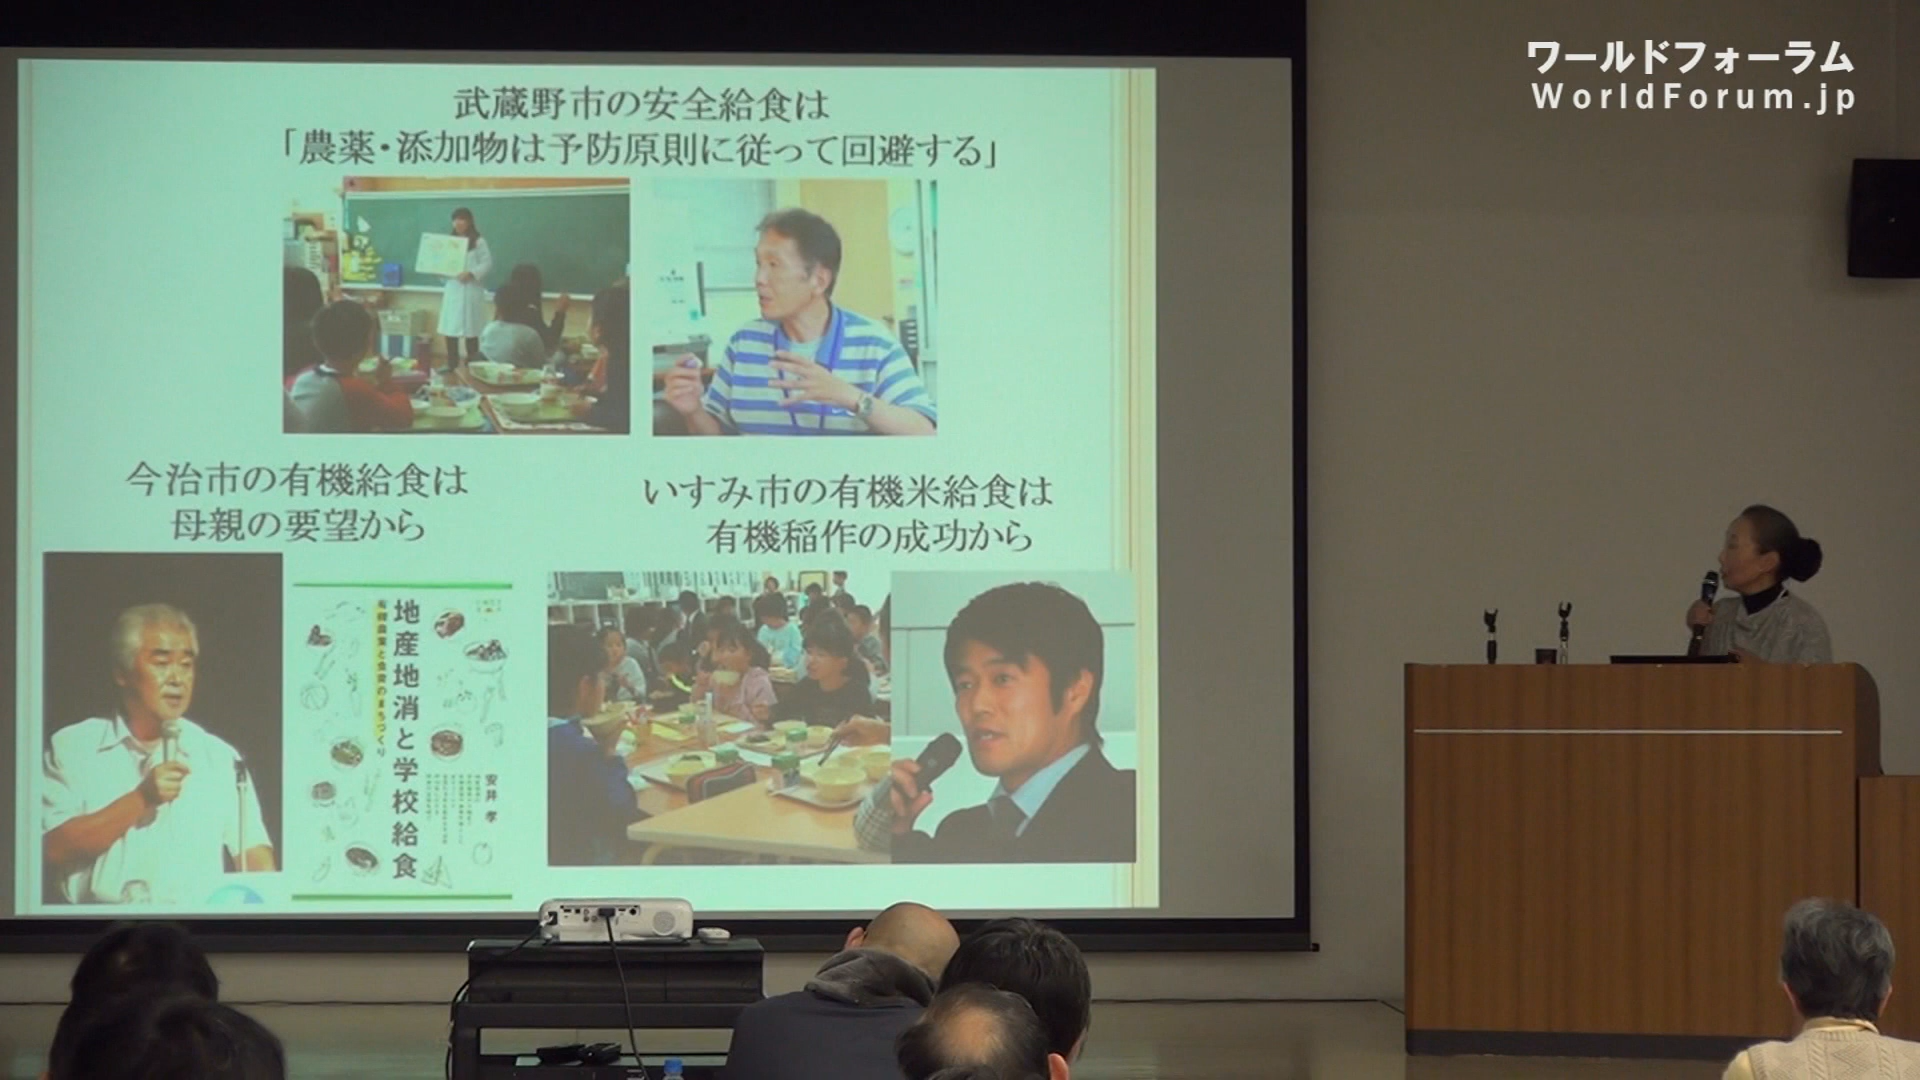 ワールドフォーラム
WorldForum.jp
武蔵野市の安全給食は
「農薬・添加物は予防原則に従って回避する」
今治市の有機給食は
母親の要望から
いすみ市の有機米給食は
有機稲作の成功から
地産地消と学校給食
有機農業と食育のまちづくり
安井 孝